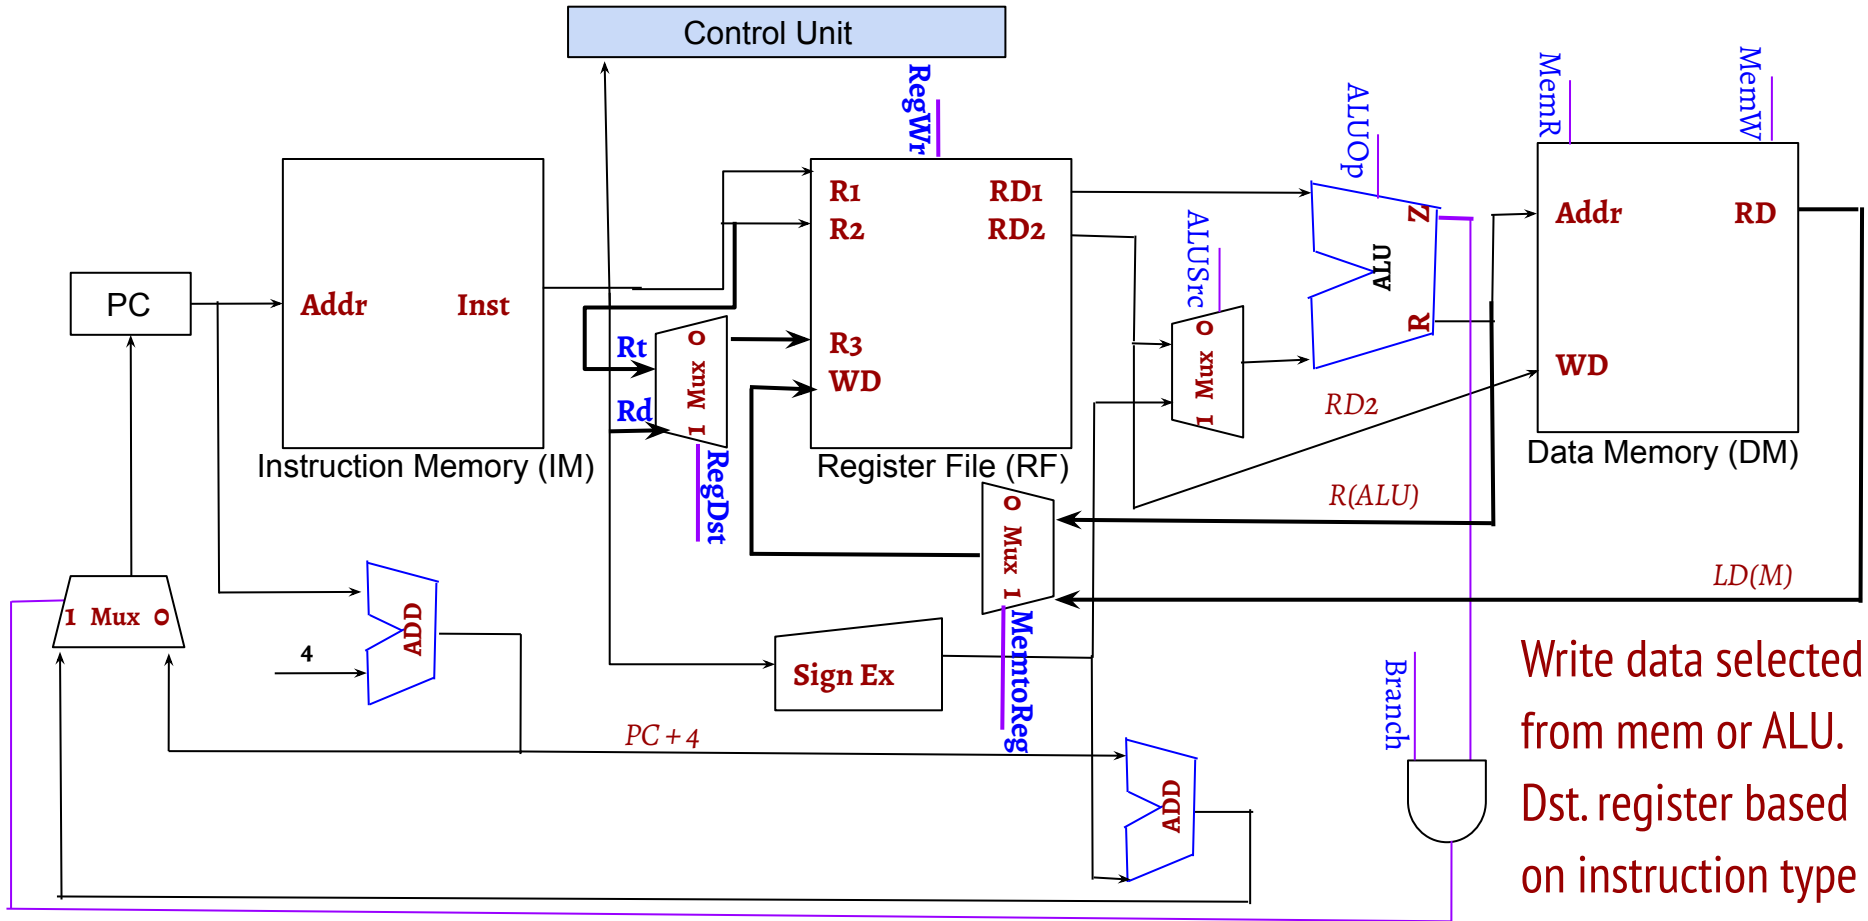 Control Unit
RegWr
ALUOp
MemR
MemW
R1
RD1
R2
RD2
Z
Addr
RD
ALUSrc
ALU
PC
Addr
Inst
Rt
0
Mux
1
Rd
R3
WD
0
Mux
1
R
WD
RD2
Instruction Memory (IM)
RegDst
Register File (RF)
Data Memory (DM)
R(ALU)
0
Mux
1
LD(M)
1 Mux 0
ADD
4
Sign Ex
MemtoReg
Branch
PC+4
ADD
Write data selected
from mem or ALU.
Dst. register based
on instruction type